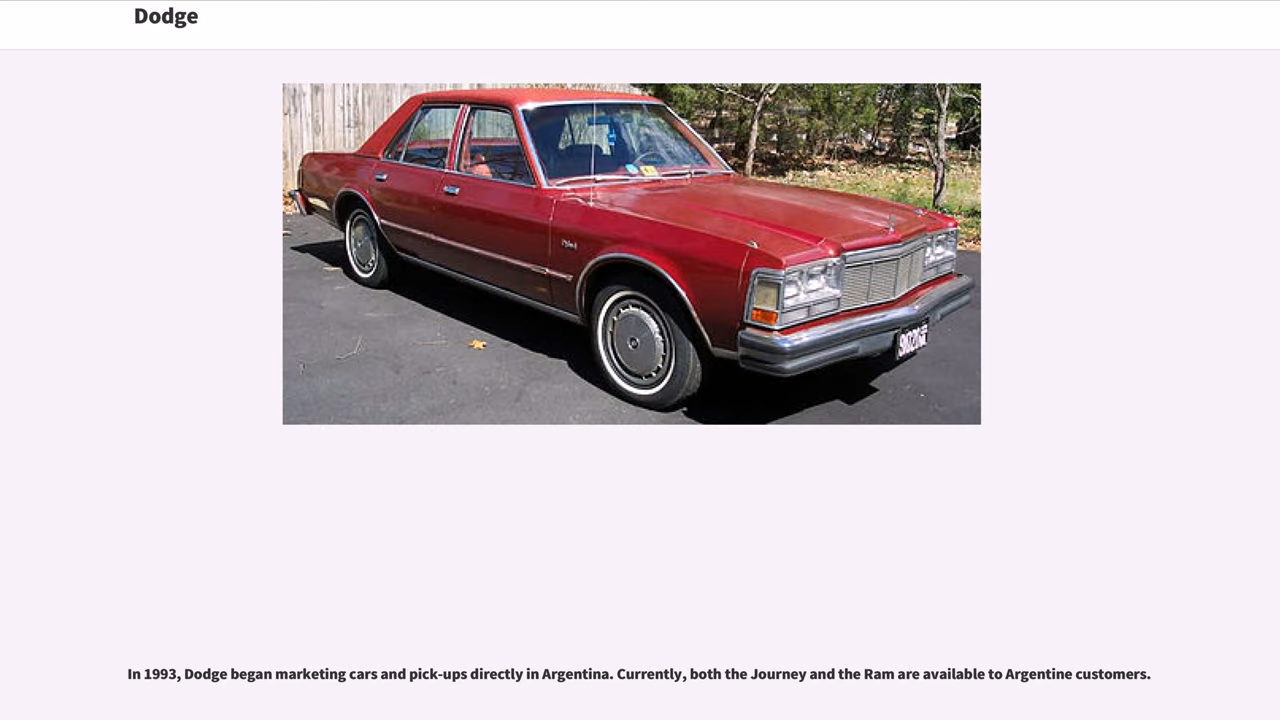 Dodge
In 1993, Dodge began marketing cars and pick-ups directly in Argentina. Currently, both the Journey and the Ram are available to Argentine customers.